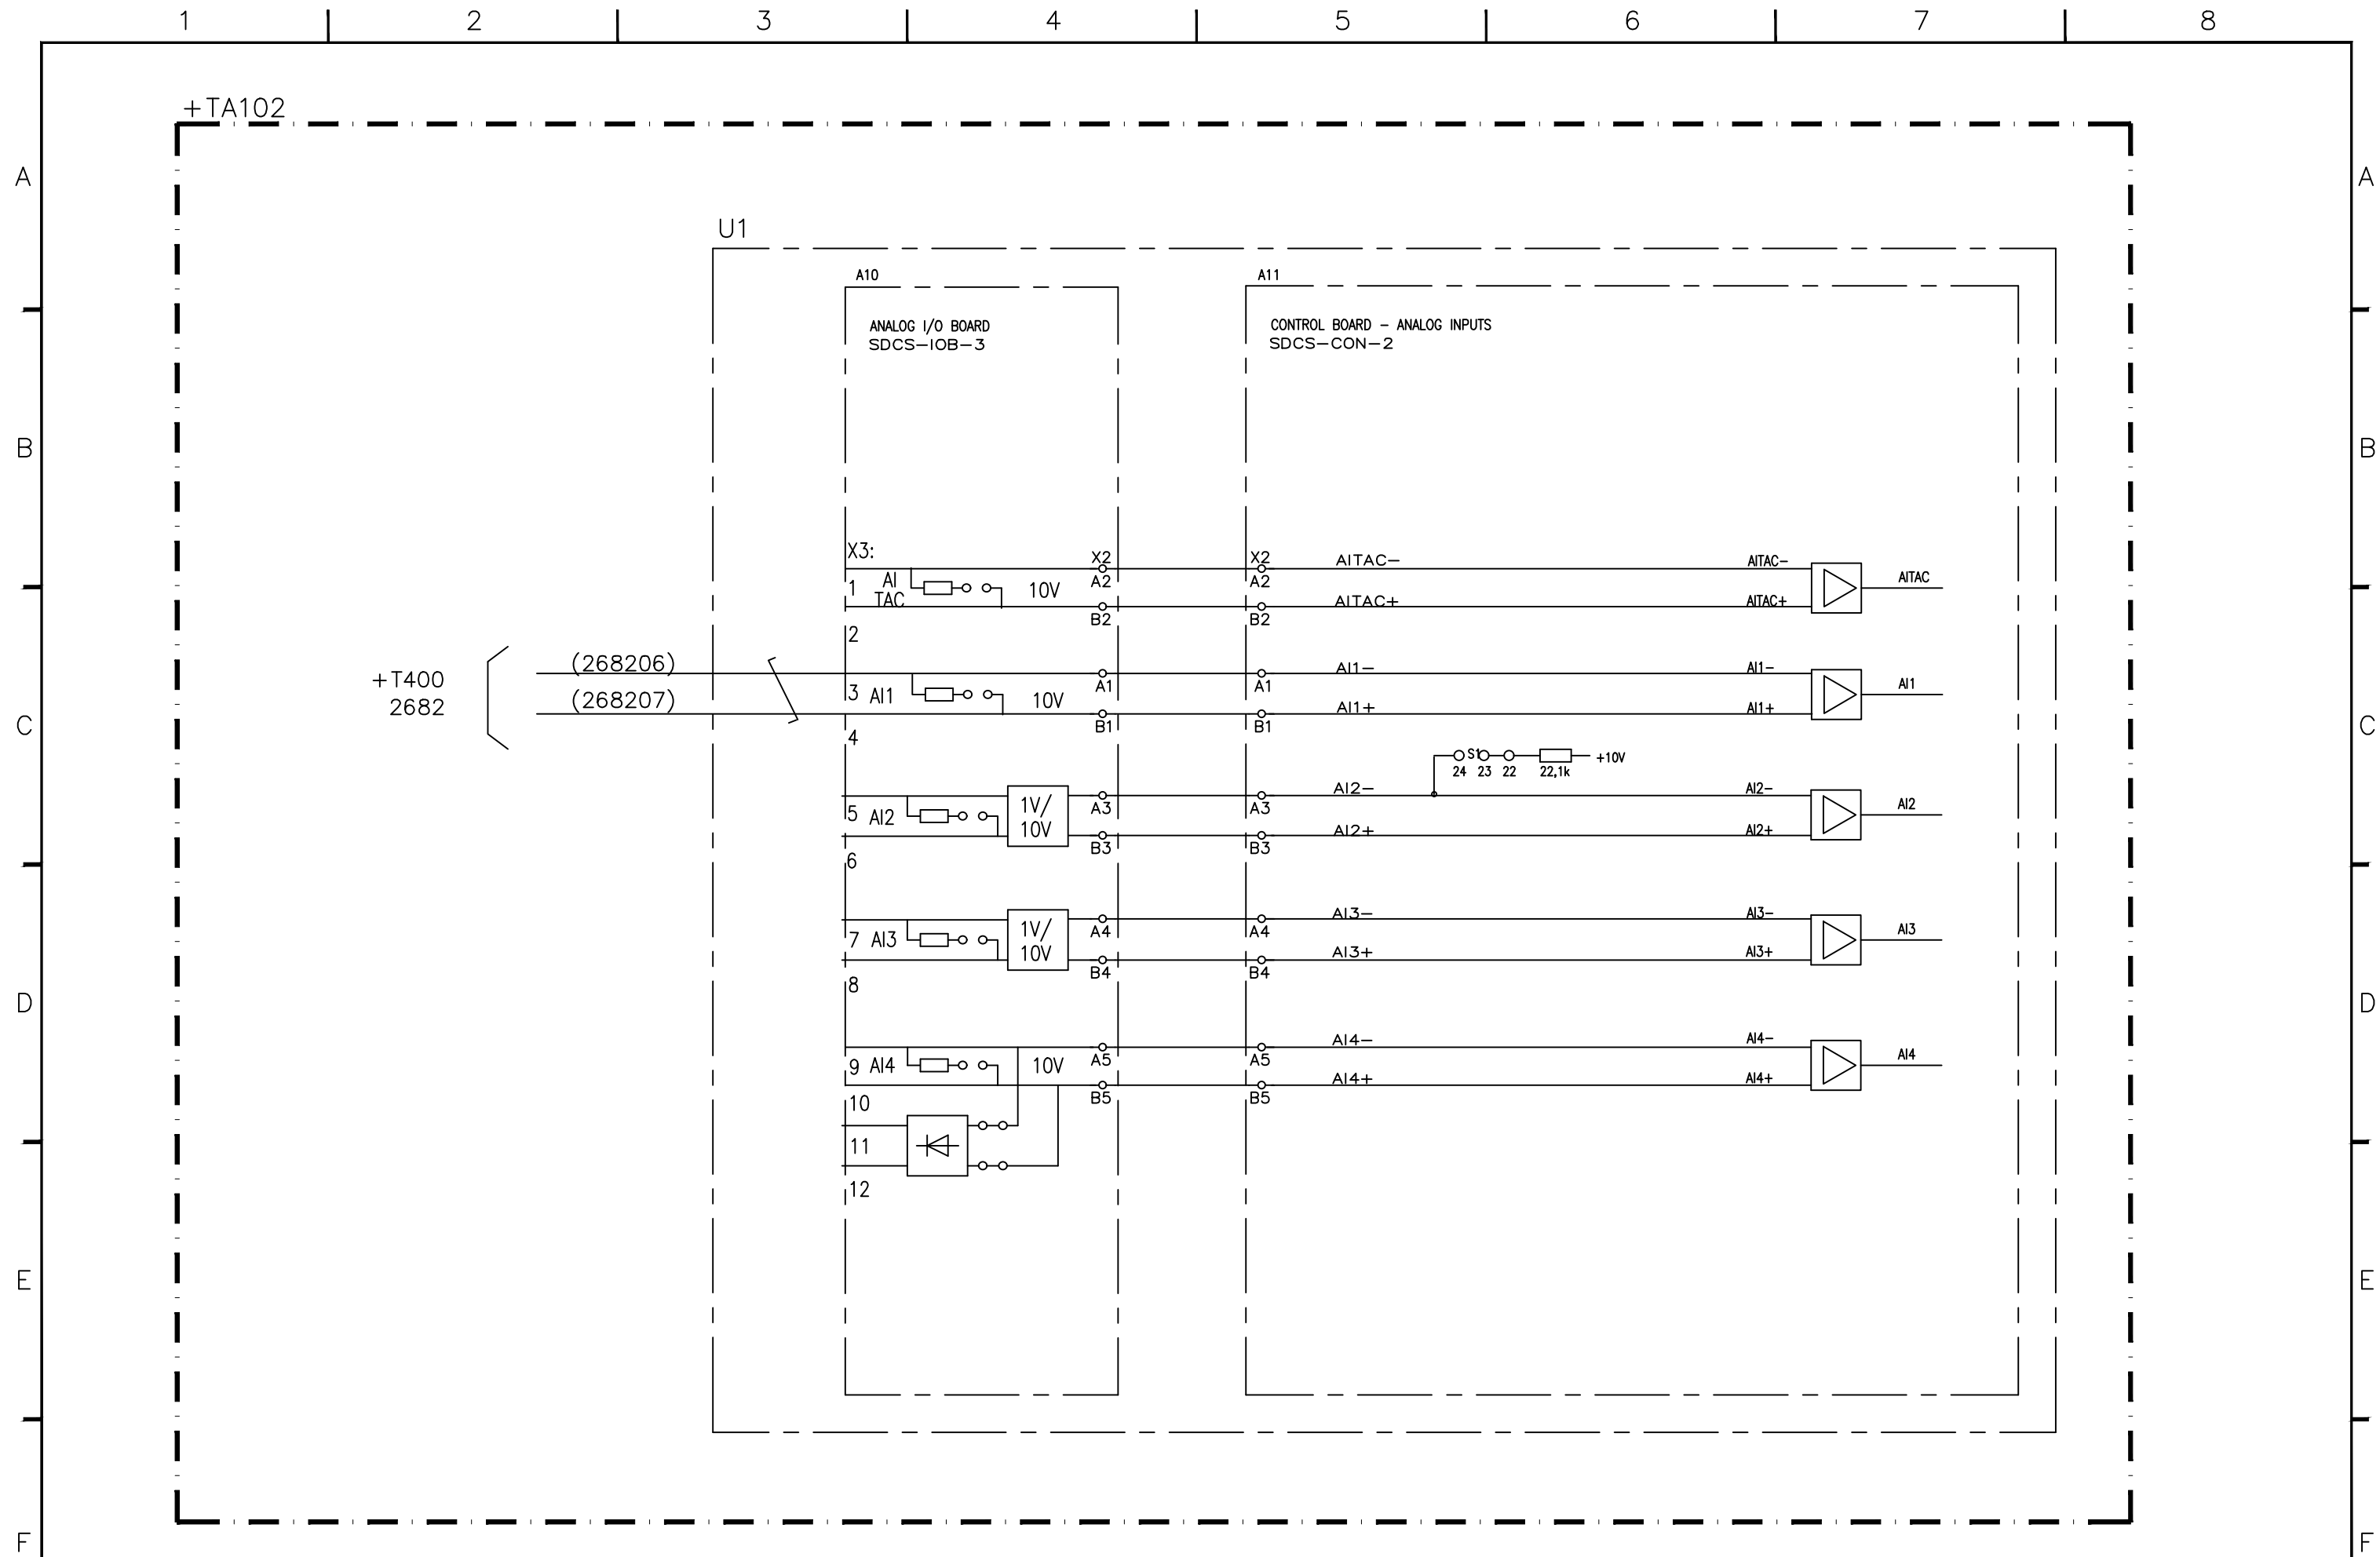 1 2 3 4 5 6 7 8
+TA102
A A
U1
A10 A11
ANALOG I/O BOARD
SDCS-IOB-3
CONTROL BOARD - ANALOG INPUTS
SDCS-CON-2
B B
X3: X2 X2 AITAC- AITAC-
1 AI TAC 10V A2 A2 AITAC
AITAC+ AITAC+
2 B2 B2
+T400
2682
(268206) AI1- AI1-
3 AI1 10V A1 A1 AI1
(268207) AI1+ AI1+
4 B1 B1
C C
S1 +10V
24 23 22 22,1k
AI2- AI2-
5 AI2 1V/ 10V A3 A3 AI2
AI2+ AI2+
6 B3 B3
AI3- AI3-
7 AI3 1V/ 10V A4 A4 AI3
AI3+ AI3+
8 B4 B4
D D
AI4- AI4-
9 AI4 10V A5 A5 AI4
AI4+ AI4+
10 B5 B5
11
12
E E
F F